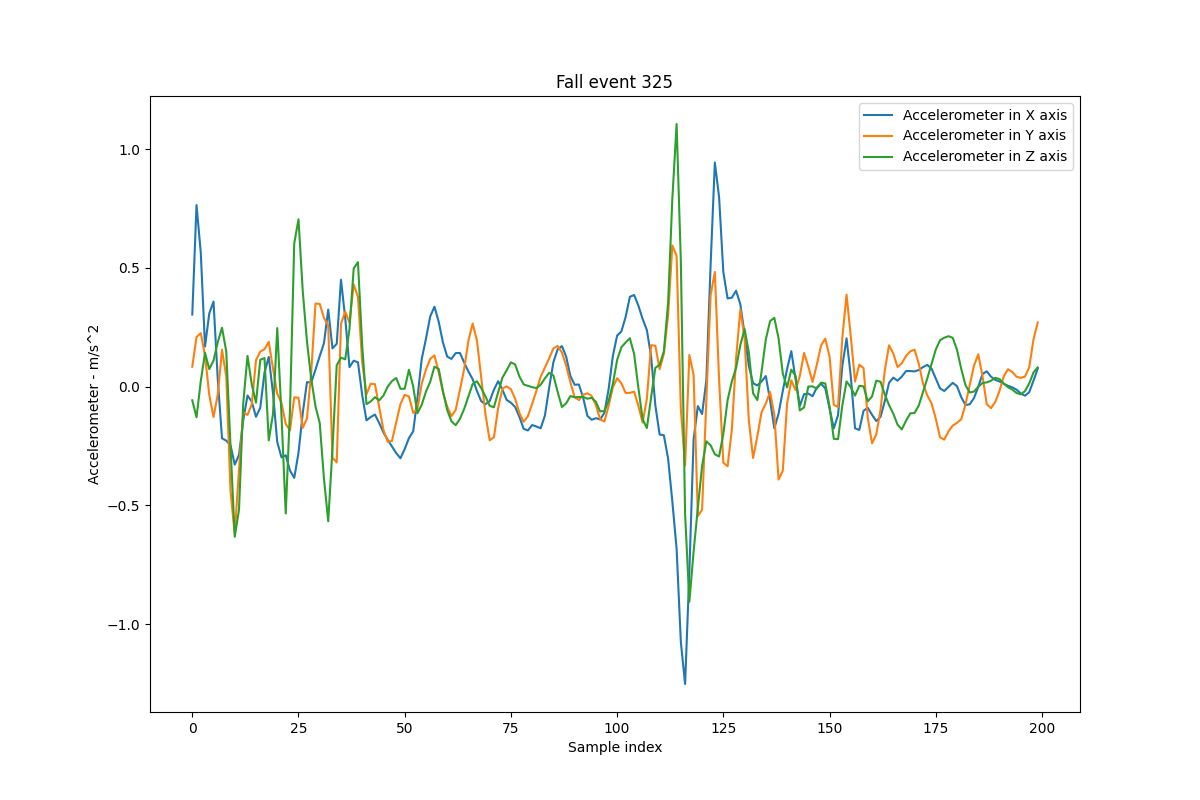 Fall event 325
Accelerometer in X axis
Accelerometer in Y axis
Accelerometer in Z axis
Accelerometer - m/s^2
1.0
0.5
0.0
−0.5
−1.0
0
25
50
75
100
125
150
175
200
Sample index